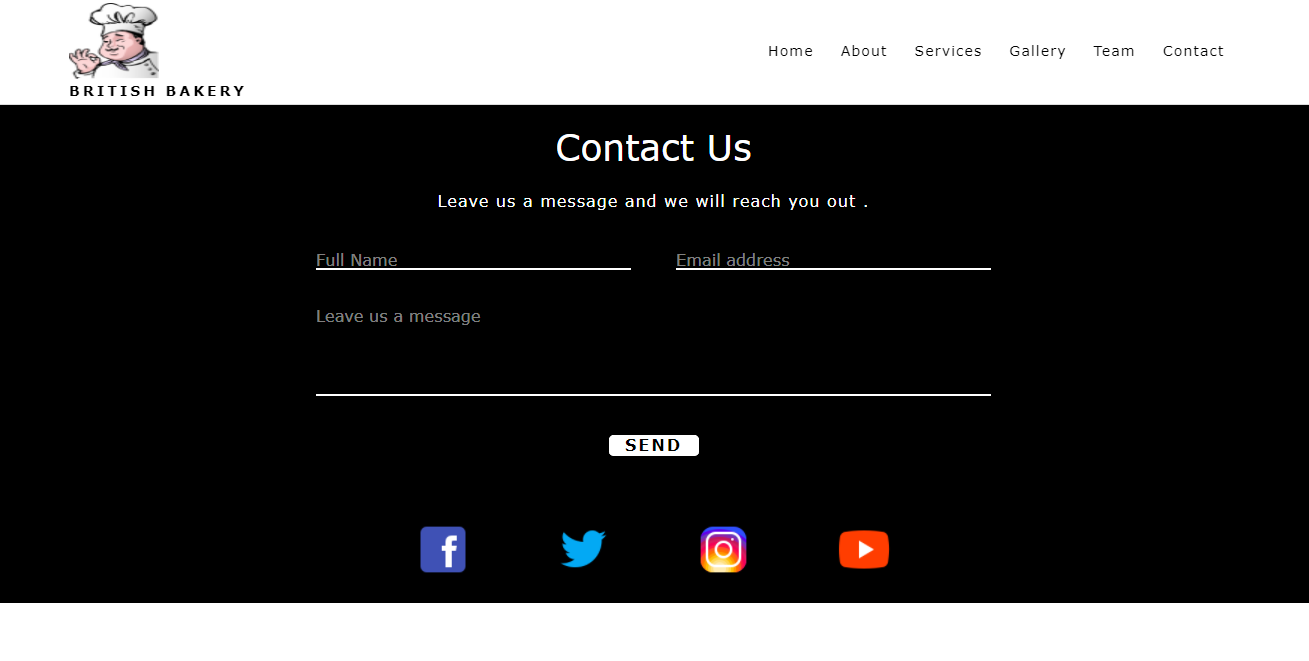 BRITISH BAKERY
Home About Services Gallery Team Contact
Contact Us
Leave us a message and we will reach you out .
Full Name Email address
Leave us a message
SEND